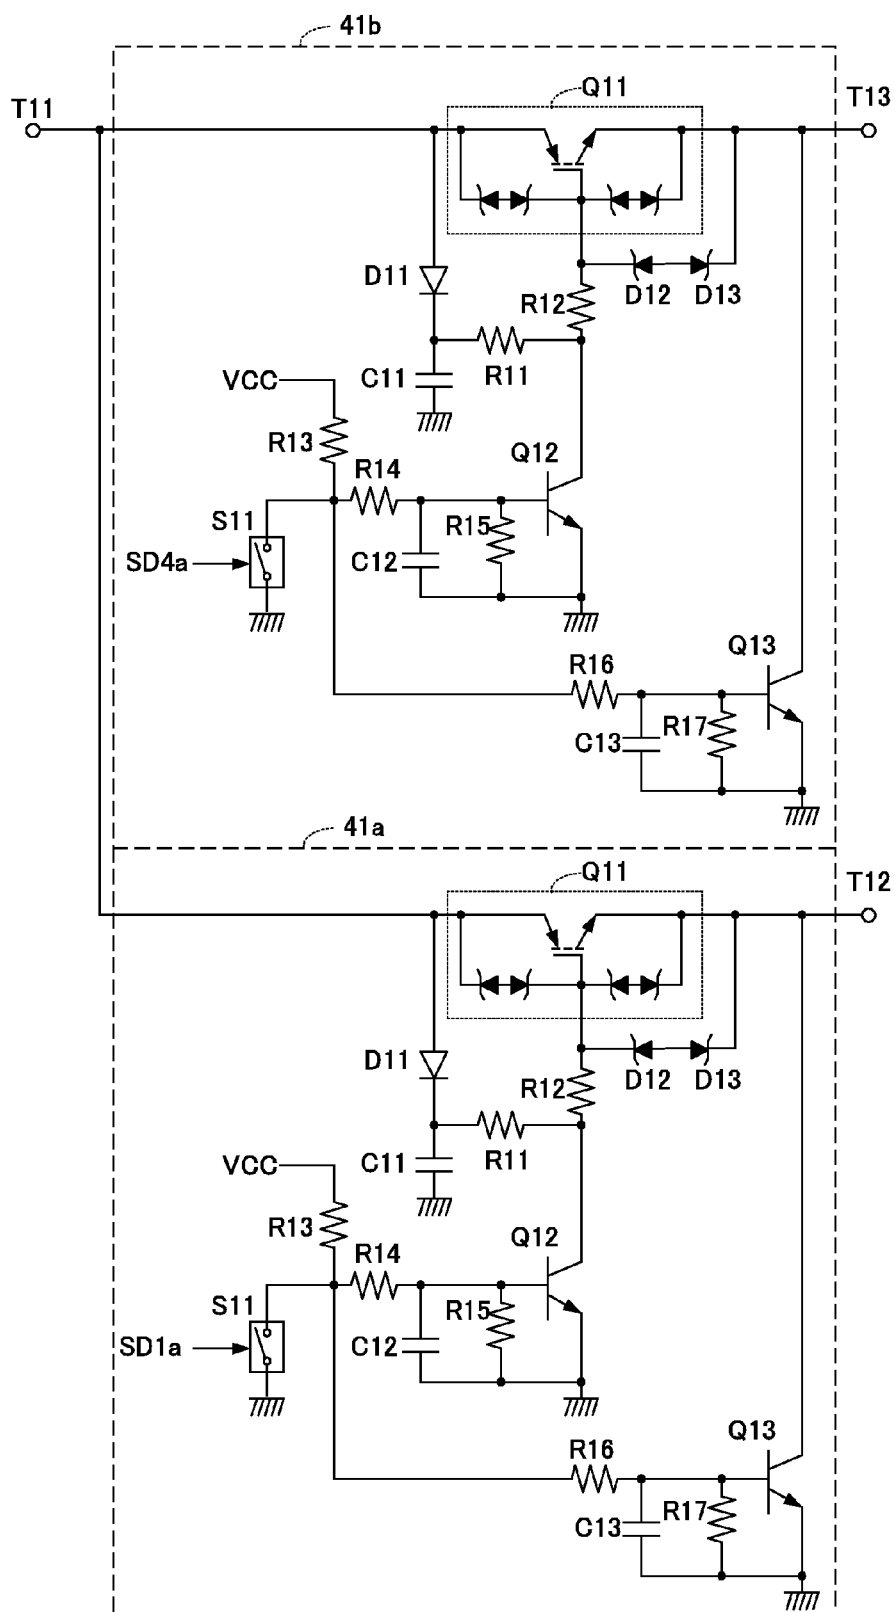 41b
T11
Q11
T13
D11
R12
D12 D13
C11
R11
VCC
R13
R14
Q12
S11
R15
SD4a
C12
R16
Q13
C13
R17
41a
Q11
T12
D11
R12
D12 D13
C11
R11
VCC
R13
R14
Q12
S11
R15
SD1a
C12
R16
Q13
C13
R17